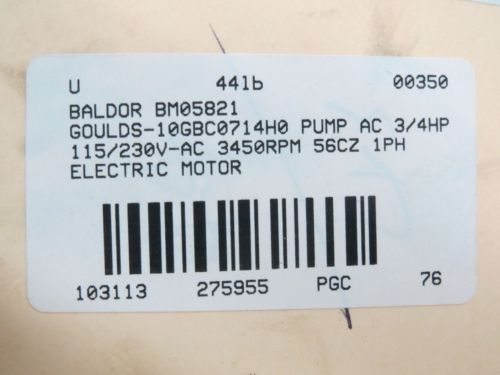 U 44lb 00350
BALDOR BM05821
GOULDS-10GBC0714H0 PUMP AC 3/4HP
115/230V-AC 3450RPM 56CZ 1PH
ELECTRIC MOTOR
103113 275955 PGC 76